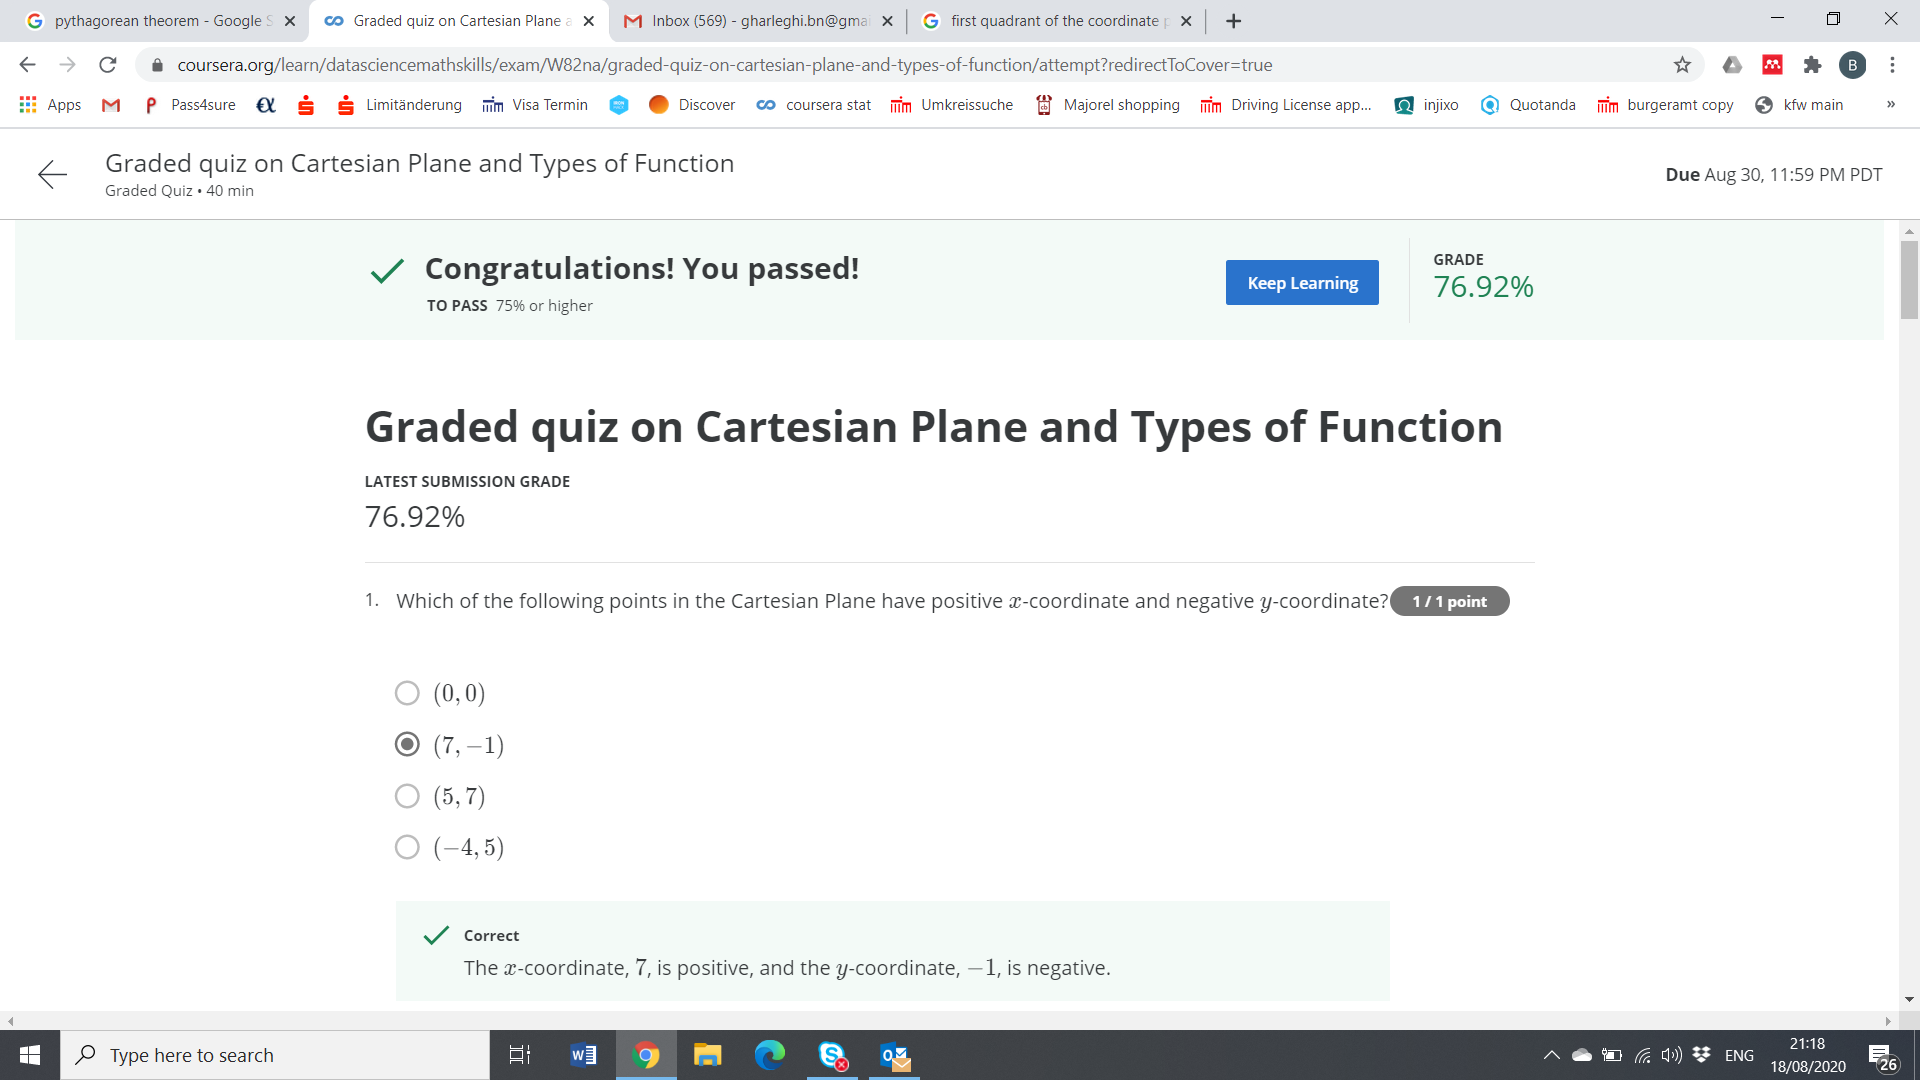 pythagorean theorem - Google S
Graded quiz on Cartesian Plane a
Inbox (569) - gharleghi.bn@gmai
first quadrant of the coordinate p
coursera.org/learn/datasciencemathskills/exam/W82na/graded-quiz-on-cartesian-plane-and-types-of-function/attempt?redirectToCover=true
B
Apps Pass4sure Limitänderung Visa Termin Discover coursera stat Umkreissuche Majorel shopping Driving License app... injixo Quotanda burgeramt copy kfw main »
Graded quiz on Cartesian Plane and Types of Function
Graded Quiz • 40 min
Due Aug 30, 11:59 PM PDT
Congratulations! You passed!
TO PASS 75% or higher
Keep Learning
GRADE
76.92%
Graded quiz on Cartesian Plane and Types of Function
LATEST SUBMISSION GRADE
76.92%
1. Which of the following points in the Cartesian Plane have positive x-coordinate and negative y-coordinate? 1 / 1 point
(0, 0)
(7, −1)
(5, 7)
(−4, 5)
Correct
The x-coordinate, 7, is positive, and the y-coordinate, −1, is negative.
Type here to search
ENG
21:18
18/08/2020
26